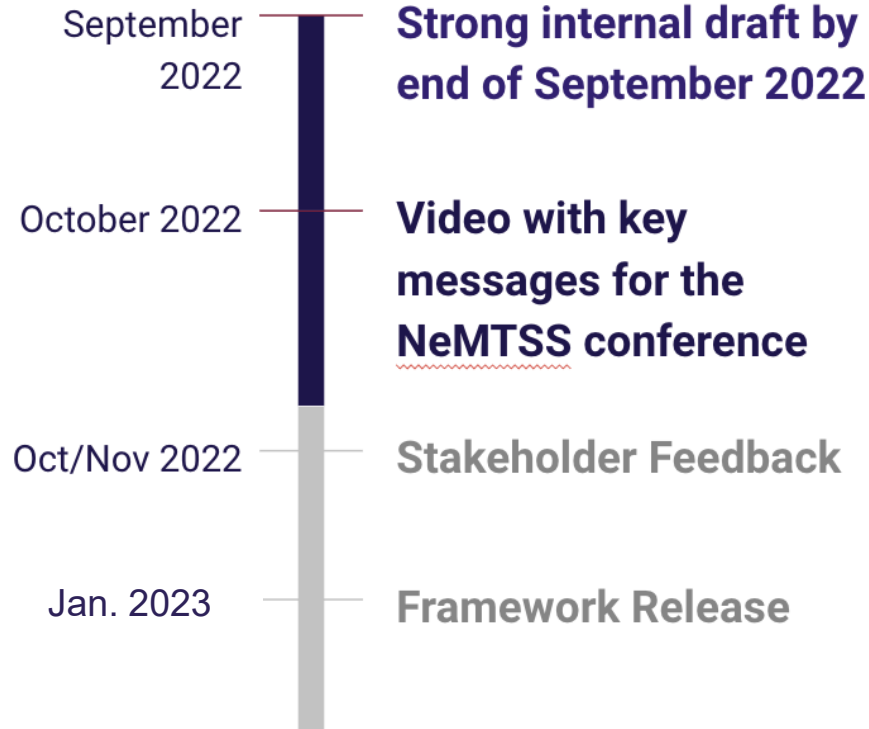 September
2022
Strong internal draft by
end of September 2022
October 2022
Video with key
messages for the
NeMTSS conference
Oct/Nov 2022
Stakeholder Feedback
Jan. 2023
Framework Release